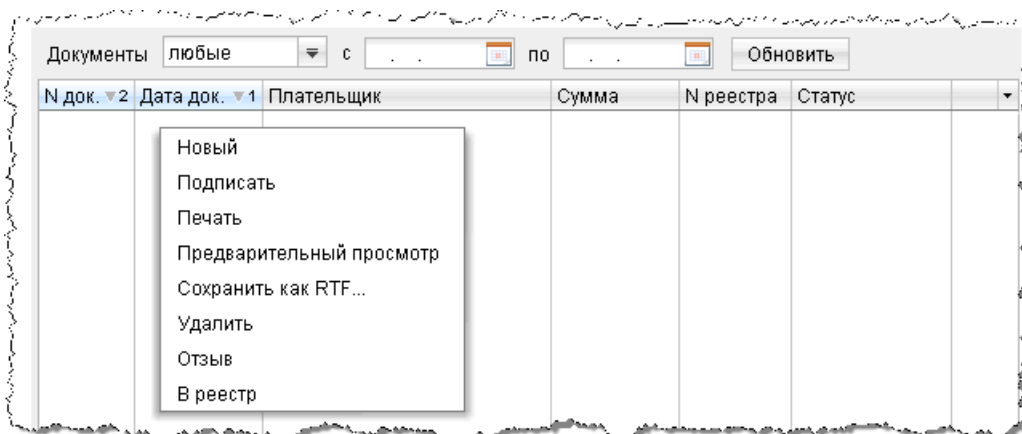 Документы любые с . . по . . Обновить
N док. 2 Дата док. 1 Плательщик Сумма N реестра Статус
Новый
Подписать
Печать
Предварительный просмотр
Сохранить как RTF...
Удалить
Отзыв
В реестр